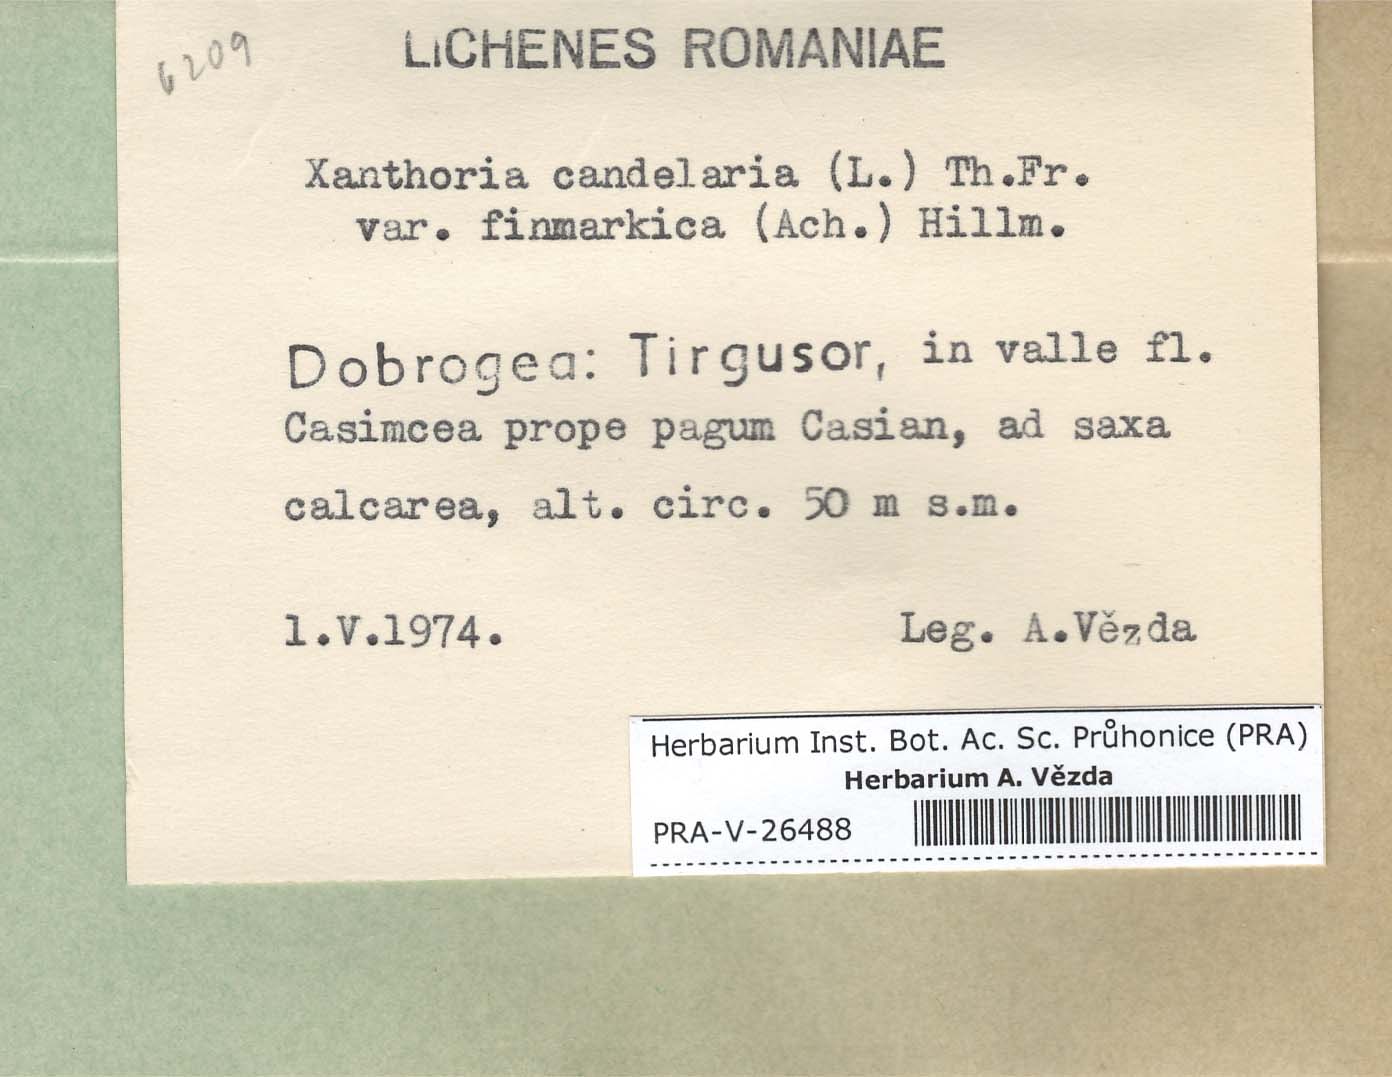 6209
LICHENES ROMANIAE
Xanthoria candelaria (L.) Th.Fr.
var. finmarkica (Ach.) Hillm.
Dobrogea: Tirgusor, in valle fl.
Casimcea prope pagum Casian, ad saxa
calcarea, alt. circ. 50 m s.m.
1.V.1974.
Leg. A.Vězda
Herbarium Inst. Bot. Ac. Sc. Průhonice (PRA)
Herbarium A. Vězda
PRA-V-26488